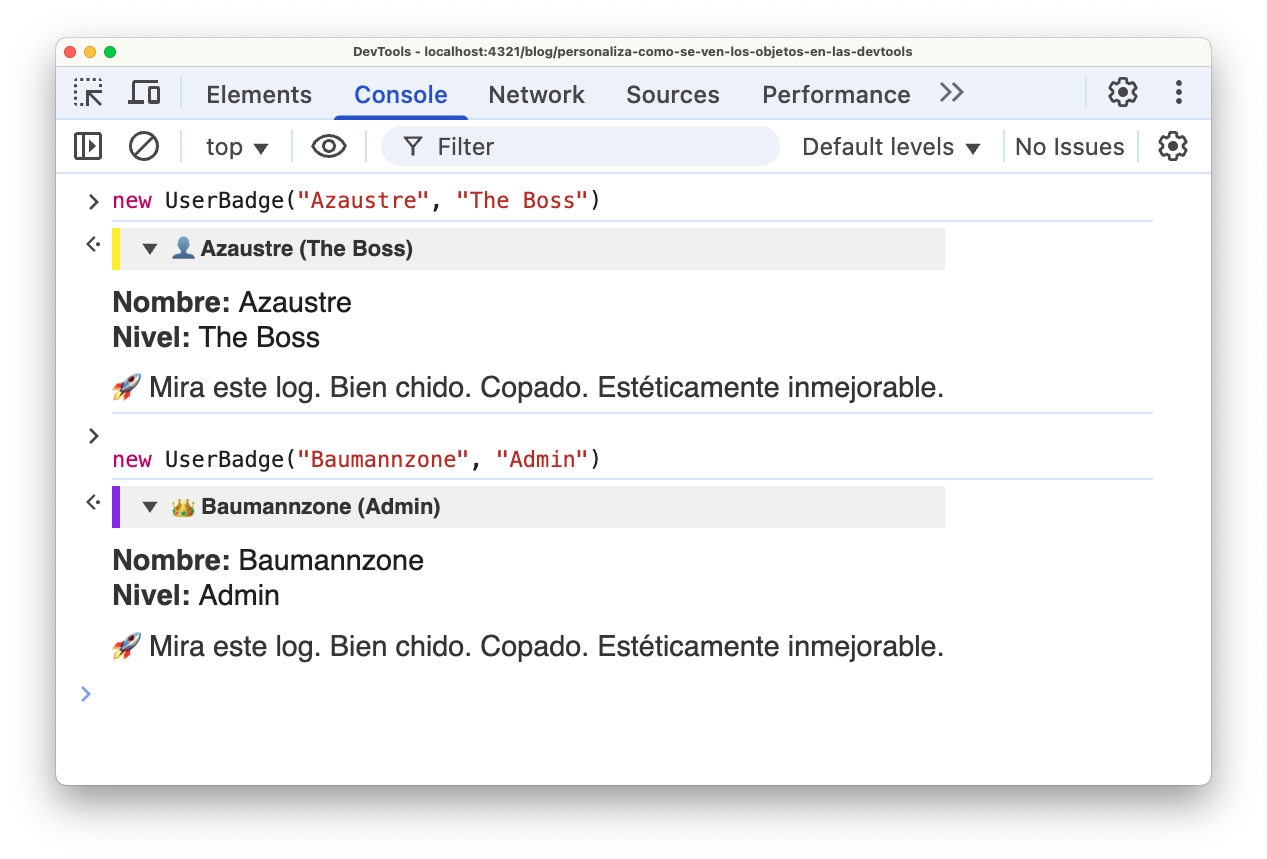 DevTools - localhost:4321/blog/personaliza-como-se-ven-los-objetos-en-las-devtools
Elements Console Network Sources Performance
top Filter Default levels No Issues
new UserBadge("Azaustre", "The Boss")
👤 Azaustre (The Boss)
Nombre: Azaustre
Nivel: The Boss
🚀 Mira este log. Bien chido. Copado. Estéticamente inmejorable.
new UserBadge("Baumannzone", "Admin")
👑 Baumannzone (Admin)
Nombre: Baumannzone
Nivel: Admin
🚀 Mira este log. Bien chido. Copado. Estéticamente inmejorable.